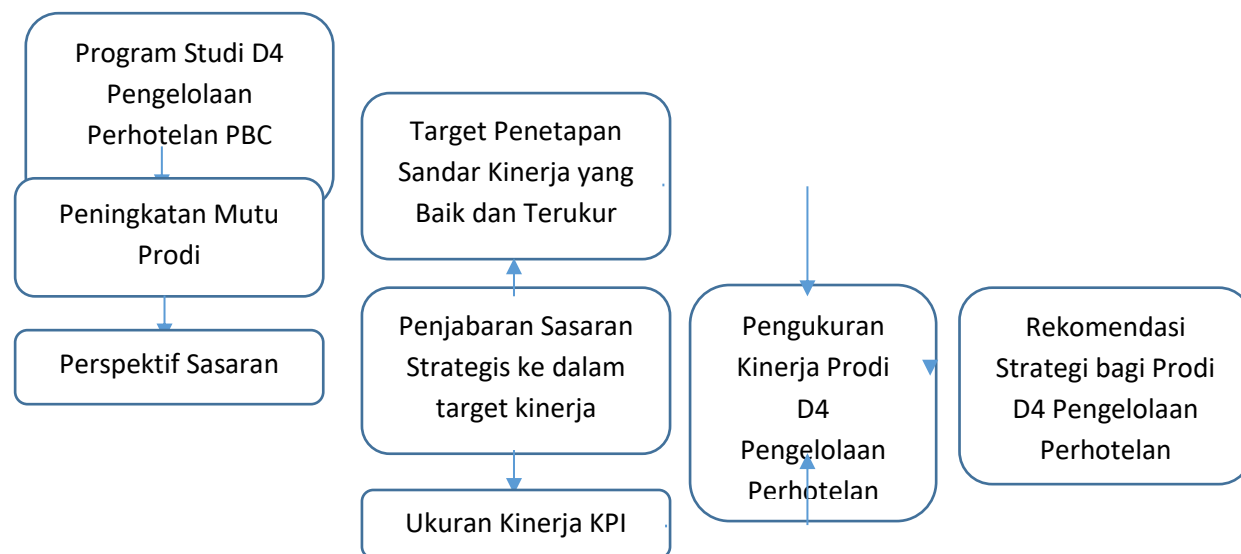 Program Studi D4
Pengelolaan
Perhotelan PBC
Peningkatan Mutu
Prodi
Perspektif Sasaran
Target Penetapan
Sandar Kinerja yang
Baik dan Terukur
Penjabaran Sasaran
Strategis ke dalam
target kinerja
Ukuran Kinerja KPI
Pengukuran
Kinerja Prodi
D4
Pengelolaan
Perhotelan
Rekomendasi
Strategi bagi Prodi
D4 Pengelolaan
Perhotelan